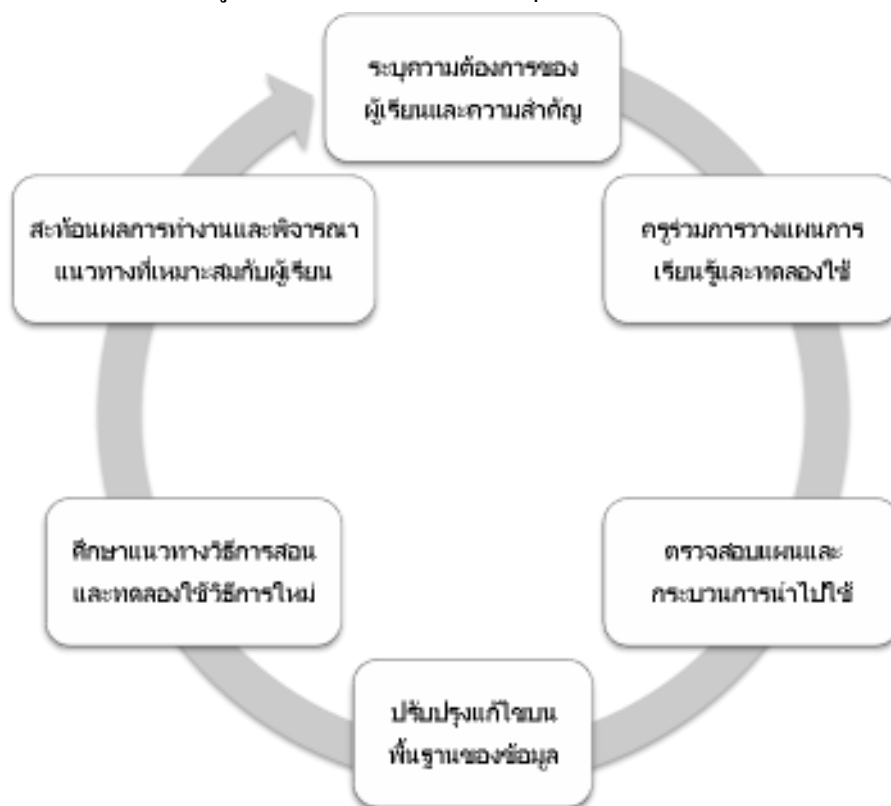 ระบุความต้องการของ
ผู้เรียนและความสำคัญ
ครูร่วมการวางแผนการ
เรียนรู้และทดลองใช้
ตรวจสอบแผนและ
กระบวนการนำไปใช้
ปรับปรุงแก้ไขบน
พื้นฐานของข้อมูล
ศึกษาแนวทางวิธีการสอน
และทดลองใช้วิธีการใหม่
สะท้อนผลการทำงานและพิจารณา
แนวทางที่เหมาะสมกับผู้เรียน